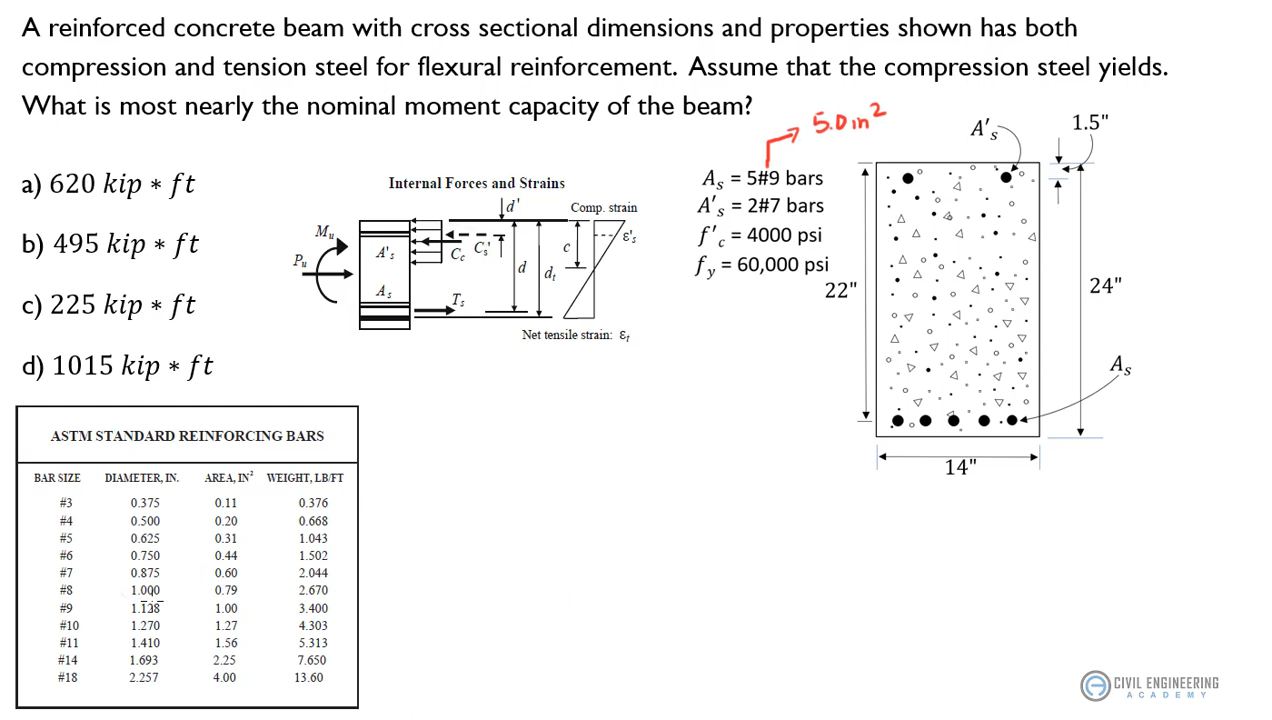 A reinforced concrete beam with cross sectional dimensions and properties shown has both
compression and tension steel for flexural reinforcement. Assume that the compression steel yields.
What is most nearly the nominal moment capacity of the beam?
5.0 in²
a) 620 kip ∗ ft
b) 495 kip ∗ ft
c) 225 kip ∗ ft
d) 1015 kip ∗ ft
Internal Forces and Strains
d'
Comp. strain
Mu
Pu
A's
As
Cc
Cs'
Ts
d
dt
c
ε's
Net tensile strain: εt
As = 5#9 bars
A's = 2#7 bars
f'c = 4000 psi
fy = 60,000 psi
A's
1.5"
22"
24"
As
14"
ASTM STANDARD REINFORCING BARS
BAR SIZE DIAMETER, IN. AREA, IN² WEIGHT, LB/FT
#3 0.375 0.11 0.376
#4 0.500 0.20 0.668
#5 0.625 0.31 1.043
#6 0.750 0.44 1.502
#7 0.875 0.60 2.044
#8 1.000 0.79 2.670
#9 1.128 1.00 3.400
#10 1.270 1.27 4.303
#11 1.410 1.56 5.313
#14 1.693 2.25 7.650
#18 2.257 4.00 13.60
CIVIL ENGINEERING
ACADEMY